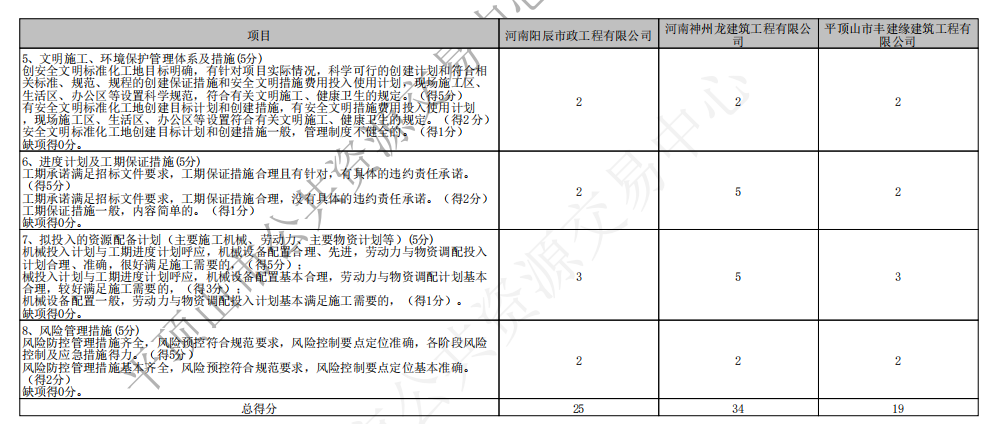 项目 河南阳辰市政工程有限公司 河南神州龙建筑工程有限公 平顶山市丰建缘建筑工程有
司 限公司
5、文明施工、环境保护管理体系及措施(5分)
创安全文明标准化工地目标明确，有针对项目实际情况，科学可行的创建计划和符合相
关标准、规范、规程的创建保证措施和安全文明措施费用投入使用计划，现场施工区、
生活区、办公区等设置科学规范，符合有关文明施工、健康卫生的规定。（得5分）
有安全文明标准化工地创建目标计划和创建措施，有安全文明措施费用投入使用计划
，现场施工区、生活区、办公区等设置符合有关文明施工、健康卫生的规定。（得2分）
安全文明标准化工地创建目标计划和创建措施一般，管理制度不健全的。（得1分）
缺项得0分。
2 2 2
6、进度计划及工期保证措施(5分)
工期承诺满足招标文件要求，工期保证措施合理且有针对，有具体的违约责任承诺。
（得5分）
工期承诺满足招标文件要求，工期保证措施合理，没有具体的违约责任承诺。（得2分）
工期保证措施一般，内容简单的。（得1分）
缺项得0分。
2 5 2
7、拟投入的资源配备计划（主要施工机械、劳动力、主要物资计划等）(5分)
机械投入计划与工期进度计划呼应，机械设备配置合理、先进，劳动力与物资调配投入
计划合理、准确，很好满足施工需要的，（得5分）；
械投入计划与工期进度计划呼应，机械设备配置基本合理，劳动力与物资调配计划基本
合理，较好满足施工需要的，（得3分）；
机械设备配置一般，劳动力与物资调配投入计划基本满足施工需要的，（得1分）。
缺项得0分。
3 5 3
8、风险管理措施(5分)
风险防控管理措施齐全，风险预控符合规范要求，风险控制要点定位准确，各阶段风险
控制及应急措施得力。（得5分）
风险防控管理措施基本齐全，风险预控符合规范要求，风险控制要点定位基本准确。
（得2分）
缺项得0分。
2 2 2
总得分 25 34 19
平顶山市公共资源交易中心
公共资源交易中心